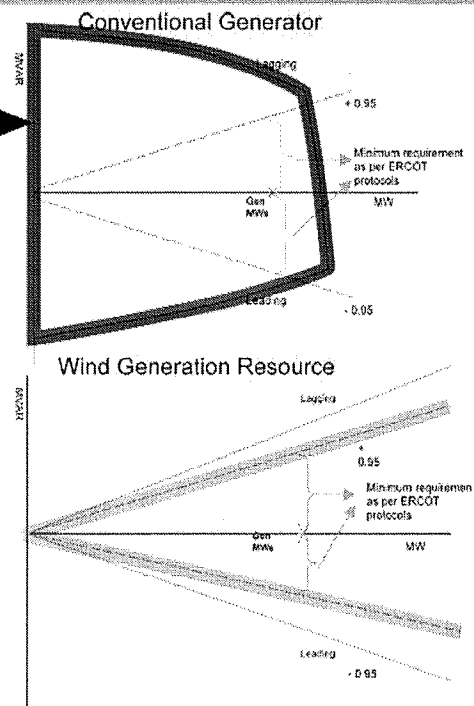 Conventional Generator
MVAR
Lagging
+ 0.95
Minimum requirement
as per ERCOT
protocols
Gen
MWs
MW
Leading
- 0.95
Wind Generation Resource
MVAR
Lagging
+
0.95
Minimum requiremen
as per ERCOT
protocols
Gen
MWs
MW
Leading
- 0.95